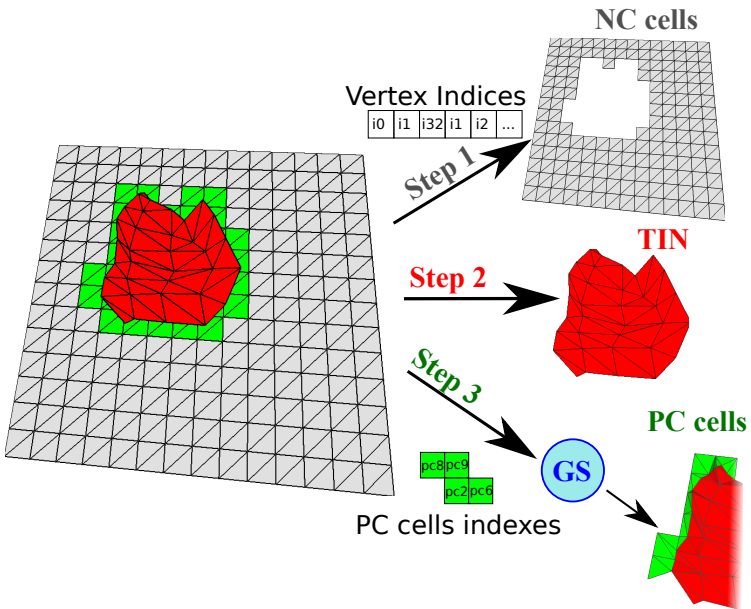 NC cells
Vertex Indices
i0 i1 i32 i1 i2 ...
Step 1
TIN
Step 2
Step 3
PC cells
pc8 pc9
GS
pc2 pc6
PC cells indexes